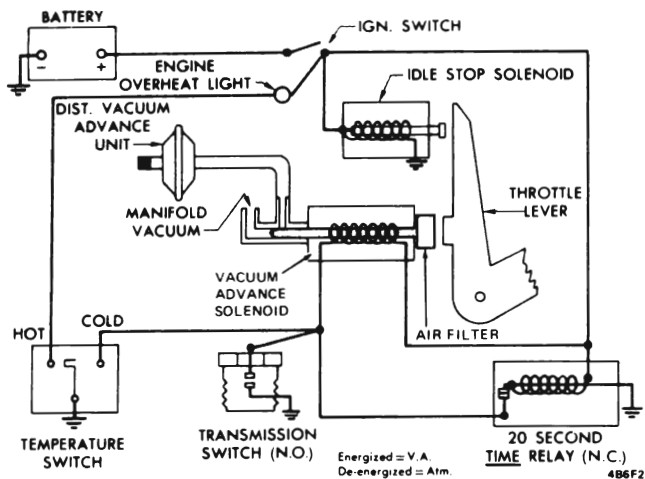 BATTERY
IGN. SWITCH
− +
ENGINE
OVERHEAT LIGHT
IDLE STOP SOLENOID
DIST. VACUUM
ADVANCE
UNIT
MANIFOLD
VACUUM
THROTTLE
LEVER
VACUUM
ADVANCE
SOLENOID
AIR FILTER
HOT
COLD
TEMPERATURE
SWITCH
TRANSMISSION
SWITCH (N.O.)
Energized = V.A.
De-energized = Atm.
20 SECOND
TIME RELAY (N.C.)
4B6F2